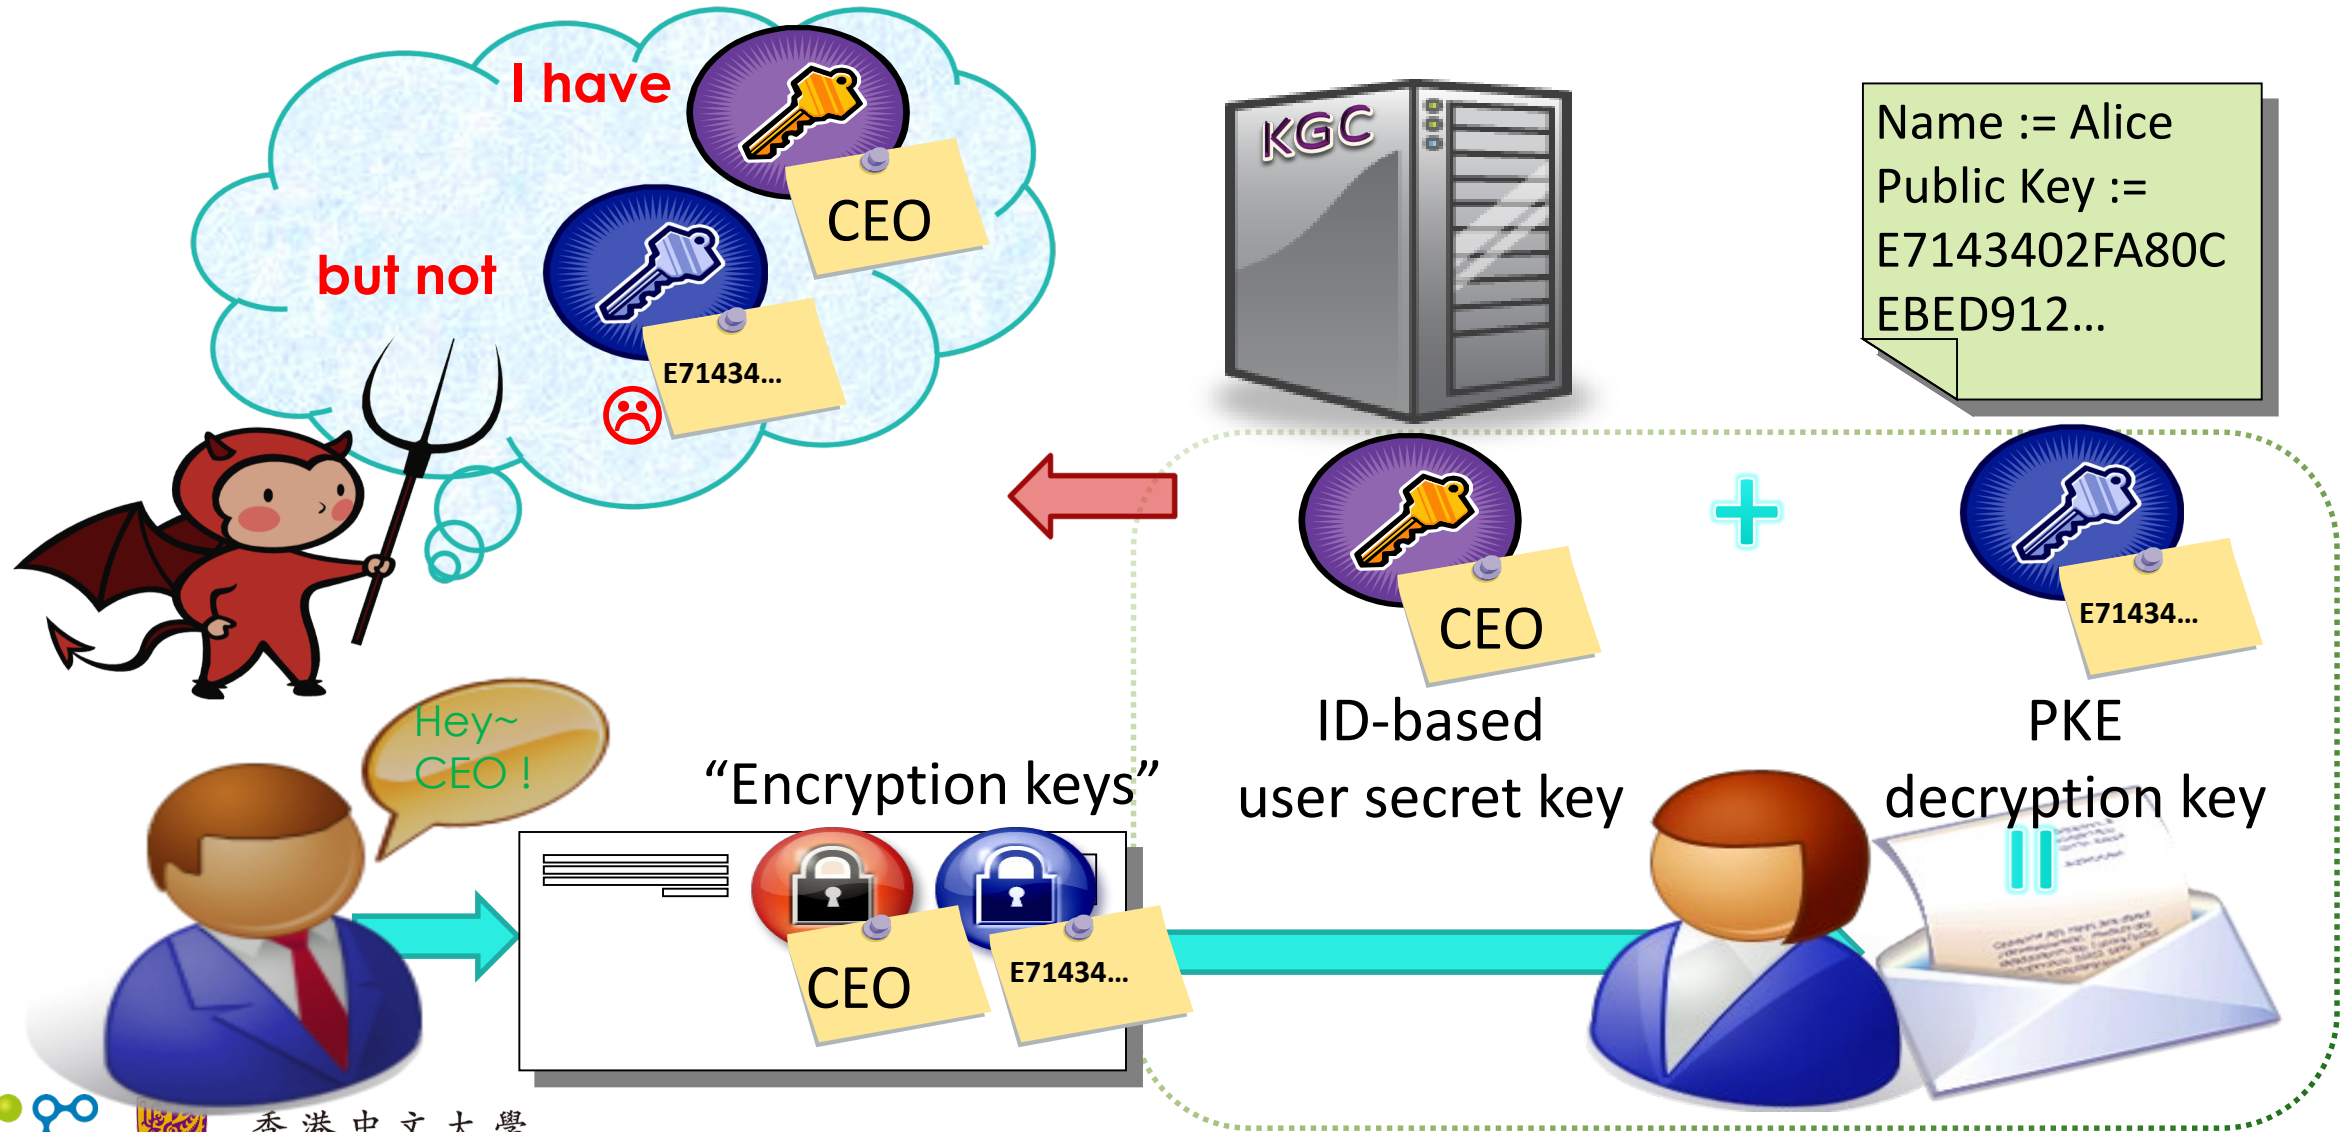 I have
CEO
but not
E71434...
KGC
Name := Alice
Public Key :=
E7143402FA80C
EBED912...
CEO
E71434...
ID-based
user secret key
PKE
decryption key
Hey~
CEO !
“Encryption keys”
CEO
E71434...
香港中文大學